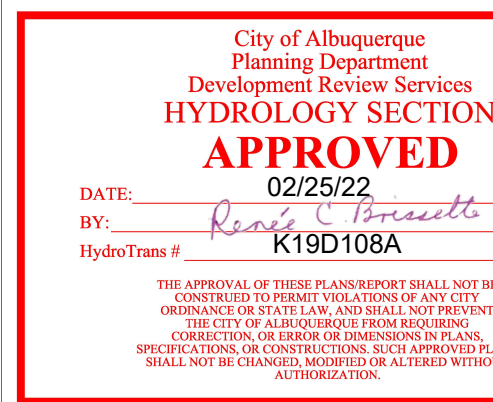 City of Albuquerque
Planning Department
Development Review Services
HYDROLOGY SECTION
APPROVED
DATE: 02/25/22
BY: Renée C. Brissette
HydroTrans # K19D108A
THE APPROVAL OF THESE PLANS/REPORT SHALL NOT BE
CONSTRUED TO PERMIT VIOLATIONS OF ANY CITY
ORDINANCE OR STATE LAW, AND SHALL NOT PREVENT
THE CITY OF ALBUQUERQUE FROM REQUIRING
CORRECTION, OR ERROR OR DIMENSIONS IN PLANS,
SPECIFICATIONS, OR CONSTRUCTIONS. SUCH APPROVED PL
SHALL NOT BE CHANGED, MODIFIED OR ALTERED WITHO
AUTHORIZATION.